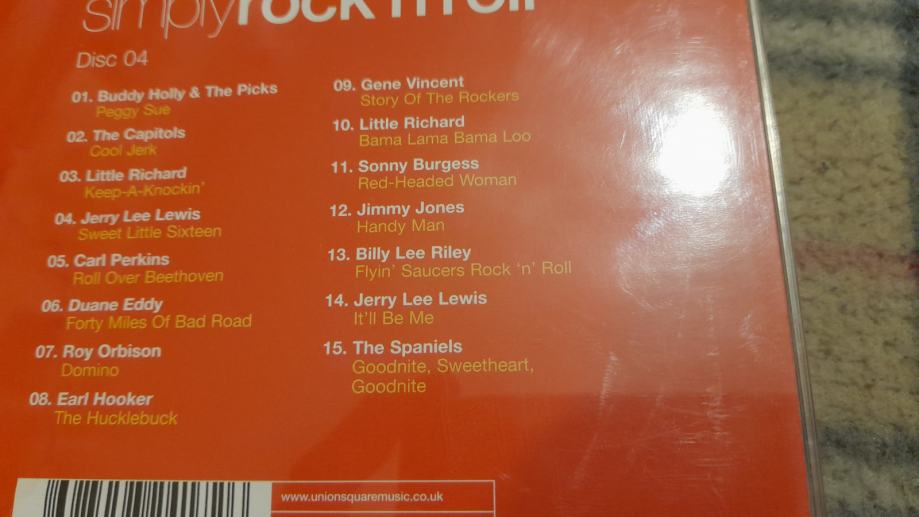 simplyrock'n'roll
Disc 04
01. Buddy Holly & The Picks
Peggy Sue
02. The Capitols
Cool Jerk
03. Little Richard
Keep-A-Knockin'
04. Jerry Lee Lewis
Sweet Little Sixteen
05. Carl Perkins
Roll Over Beethoven
06. Duane Eddy
Forty Miles Of Bad Road
07. Roy Orbison
Domino
08. Earl Hooker
The Hucklebuck
09. Gene Vincent
Story Of The Rockers
10. Little Richard
Bama Lama Bama Loo
11. Sonny Burgess
Red-Headed Woman
12. Jimmy Jones
Handy Man
13. Billy Lee Riley
Flyin' Saucers Rock 'n' Roll
14. Jerry Lee Lewis
It'll Be Me
15. The Spaniels
Goodnite, Sweetheart,
Goodnite
www.unionsquaremusic.co.uk